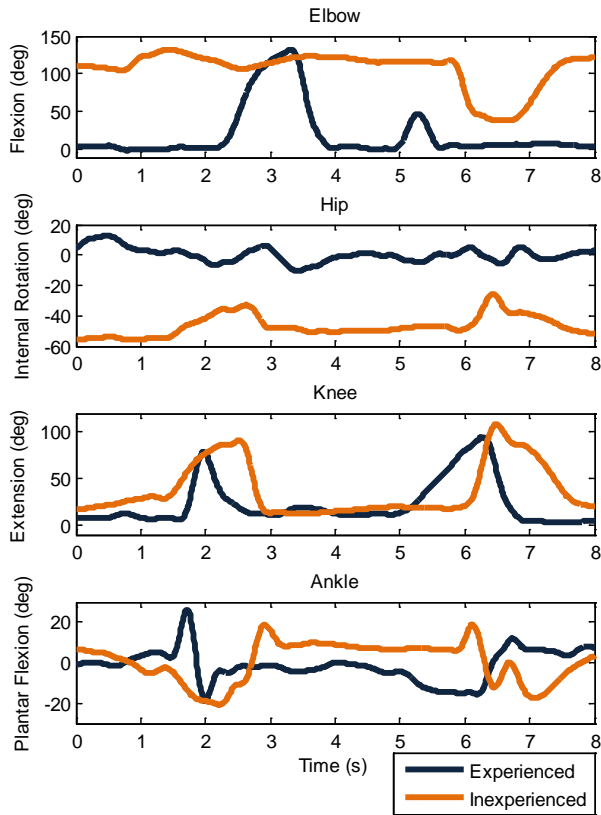 Elbow
Flexion (deg)
150
100
50
0
0 1 2 3 4 5 6 7 8
Hip
Internal Rotation (deg)
20
0
-20
-40
-60
0 1 2 3 4 5 6 7 8
Knee
Extension (deg)
100
50
0
0 1 2 3 4 5 6 7 8
Ankle
Plantar Flexion (deg)
20
0
-20
0 1 2 3 4 5 6 7 8
Time (s)
Experienced
Inexperienced